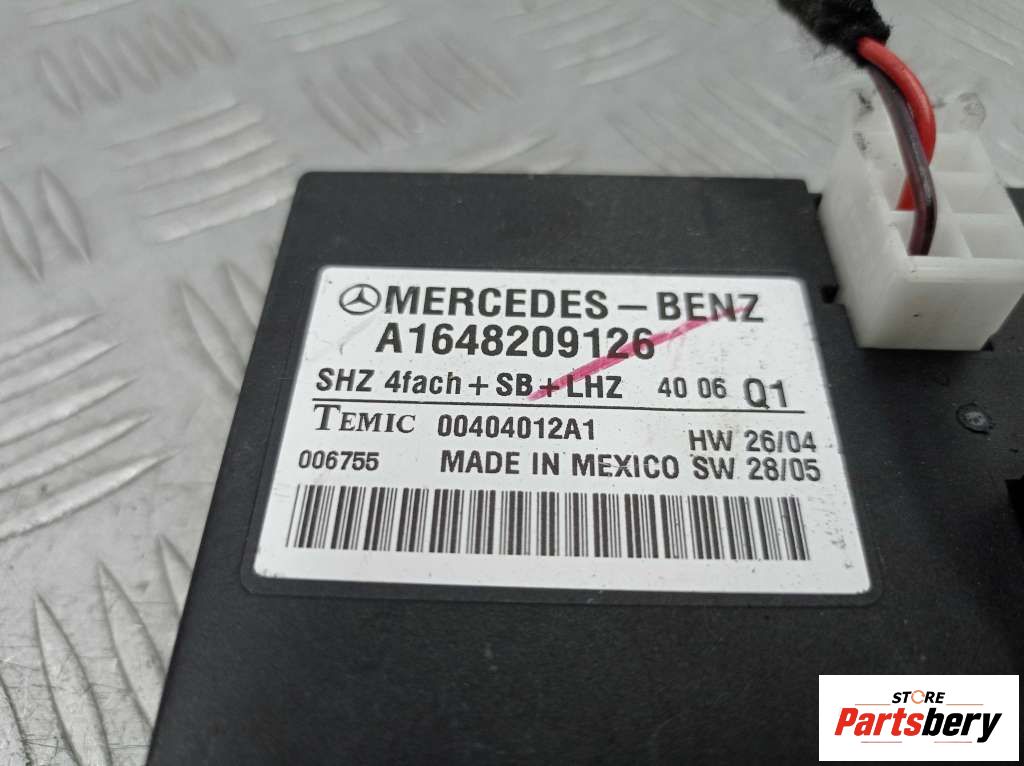 MERCEDES-BENZ
A1648209126
SHZ 4fach + SB + LHZ 40 06 Q1
TEMIC 00404012A1 HW 26/04
006755 MADE IN MEXICO SW 28/05
STORE
Partsbery